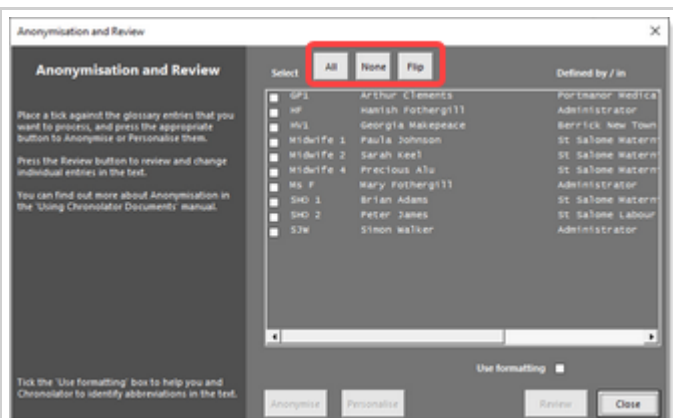 Anonymisation and Review
Anonymisation and Review
Place a tick against the glossary entries that you
want to process, and press the appropriate
button to Anonymise or Personalise them.
Press the Review button to review and change
individual entries in the text.
You can find out more about Anonymisation in
the 'Using Chronolator Documents' manual.
Tick the 'Use formatting' box to help you and
Chronolator to identify abbreviations in the text.
Select All None Flip Defined by / in
GP1 Arthur Clements Portmanor Medica
HF Hamish Fothergill Administrator
HV1 Georgia Makepeace Berrick New Town
Midwife 1 Paula Johnson St Salome Matern
Midwife 2 Sarah Keel St Salome Matern
Midwife 4 Precious Alu St Salome Matern
Ms F Mary Fothergill Administrator
SHO 1 Brian Adams St Salome Matern
SHO 2 Peter James St Salome Labour
SJW Simon Walker Administrator
Use formatting
Anonymise Personalise Review Close